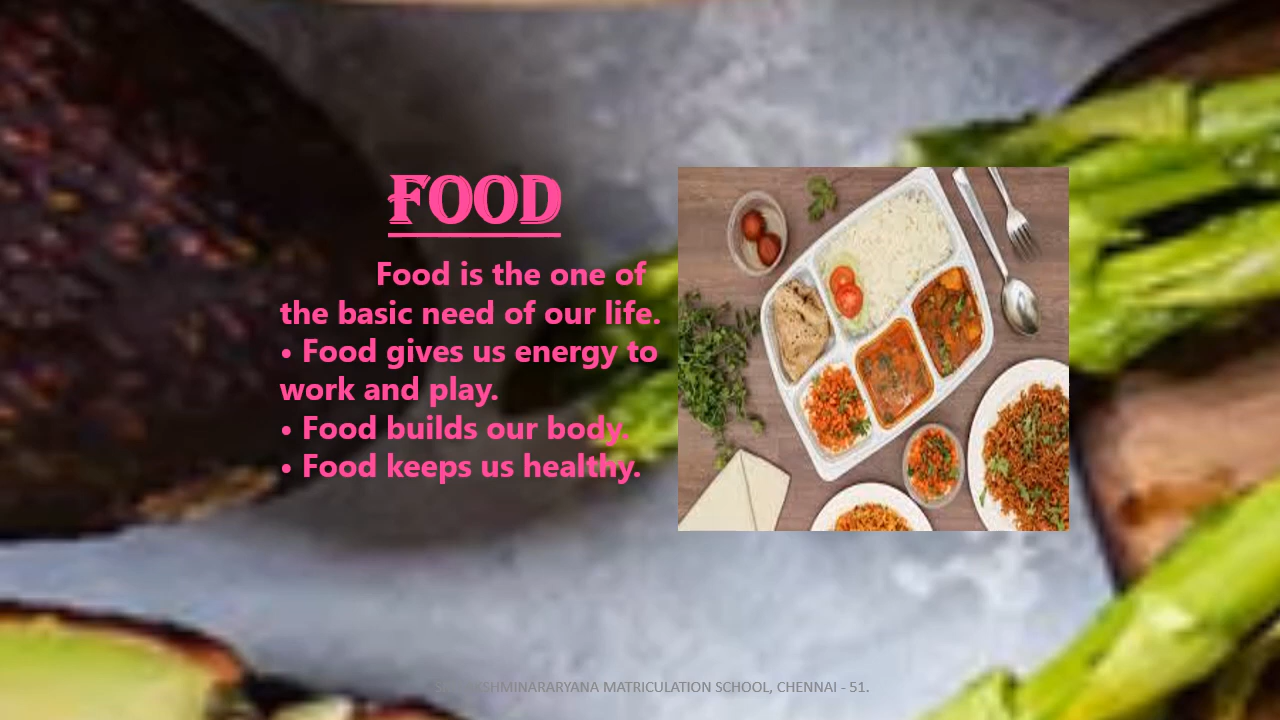 FOOD
Food is the one of
the basic need of our life.
• Food gives us energy to
work and play.
• Food builds our body.
• Food keeps us healthy.
MATRICULATION SCHOOL, CHENNAI - 51.